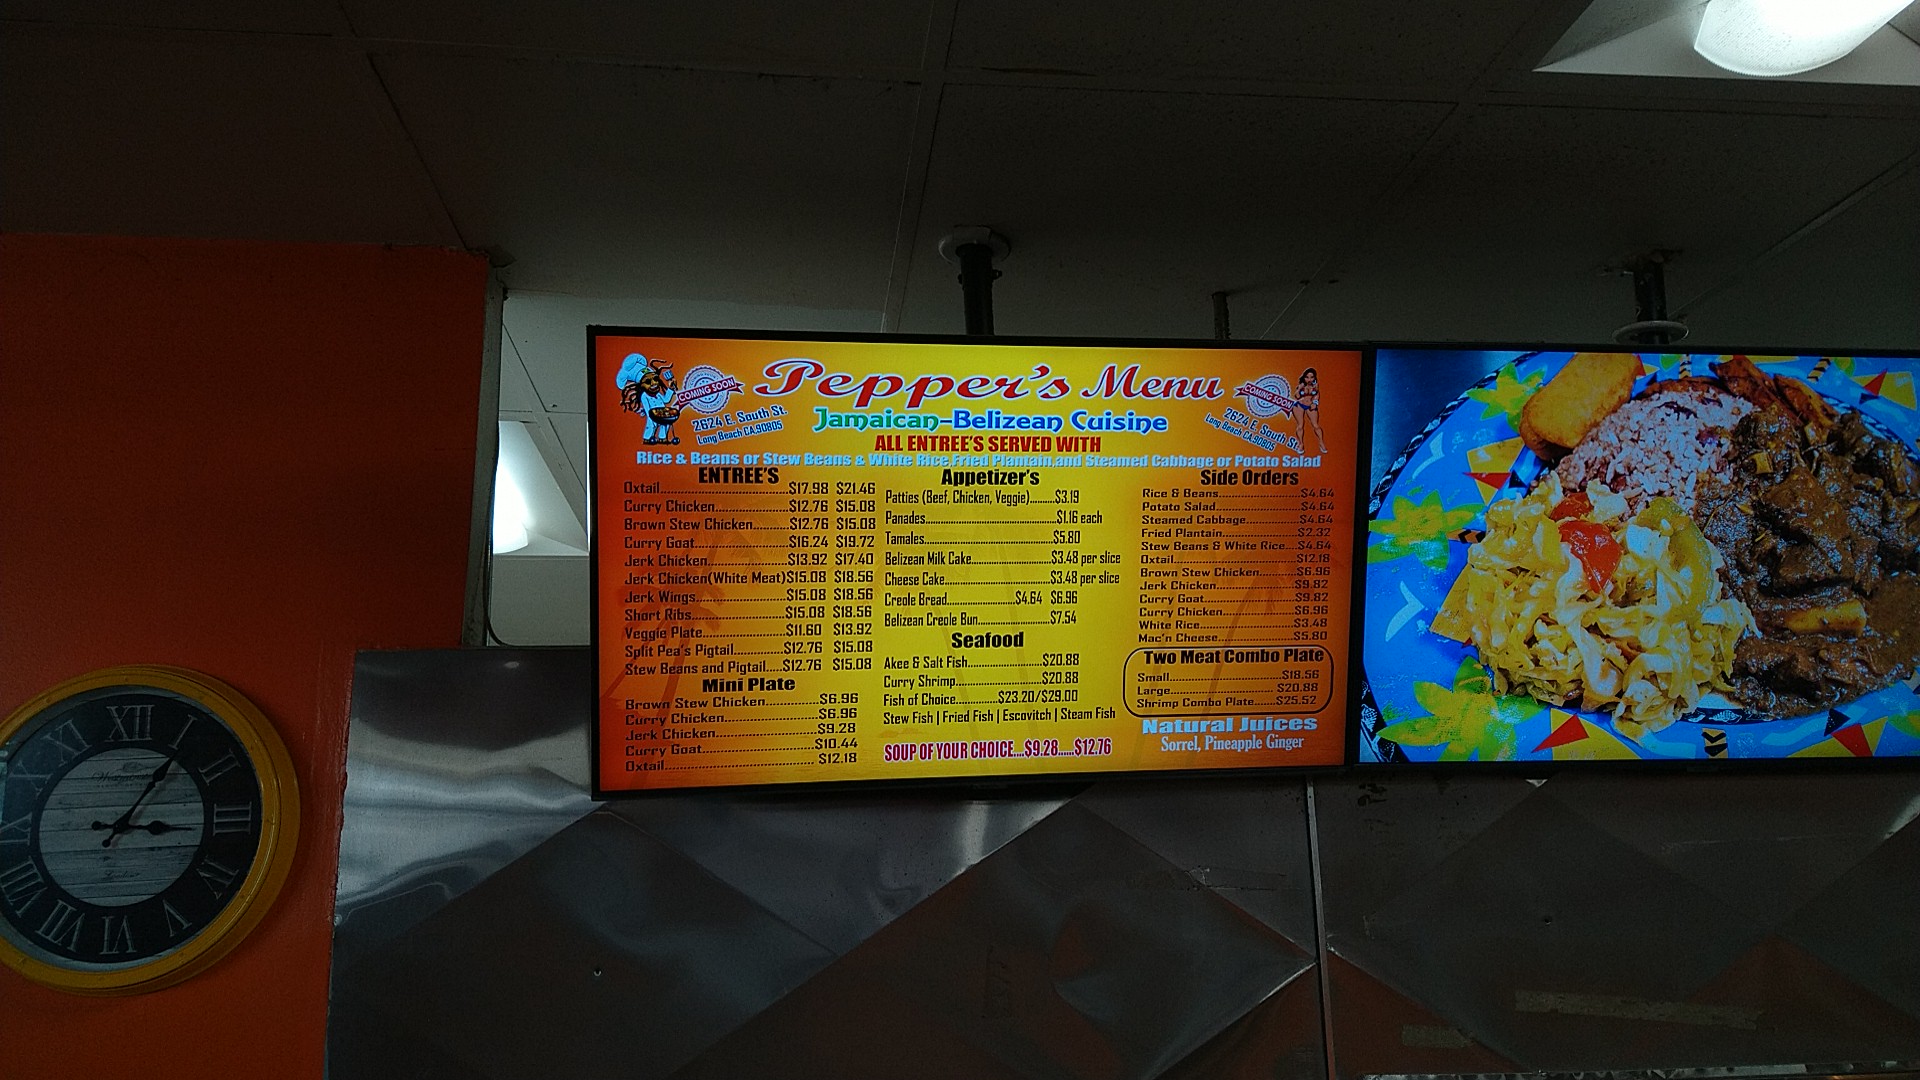 Pepper's Menu
COMING SOON
2624 E. South St.
Long Beach CA,90805
COMING SOON
2624 E. South St.
Long Beach CA,90805
Jamaican-Belizean Cuisine
ALL ENTREE'S SERVED WITH
Rice & Beans or Stew Beans & White Rice,Fried Plantain,and Steamed Cabbage or Potato Salad
ENTREE'S
Oxtail....................................$17.98 $21.46
Curry Chicken.....................$12.76 $15.08
Brown Stew Chicken..........$12.76 $15.08
Curry Goat...........................$16.24 $19.72
Jerk Chicken.......................$13.92 $17.40
Jerk Chicken(White Meat)$15.08 $18.56
Jerk Wings.........................$15.08 $18.56
Short Ribs..........................$15.08 $18.56
Veggie Plate.......................$11.60 $13.92
Split Pea's Pigtail..............$12.76 $15.08
Stew Beans and Pigtail.....$12.76 $15.08
Mini Plate
Brown Stew Chicken.............$6.96
Curry Chicken........................$6.96
Jerk Chicken..........................$9.28
Curry Goat.............................$10.44
Oxtail..................................... $12.18
Appetizer's
Patties (Beef, Chicken, Veggie)..........$3.19
Panades......................................................$1.16 each
Tamales.....................................................$5.80
Belizean Milk Cake............................................$3.48 per slice
Cheese Cake...........................................$3.48 per slice
Creole Bread...........................$4.64 $6.96
Belizean Creole Bun.............................$7.54
Seafood
Akee & Salt Fish..............................$20.88
Curry Shrimp...................................$20.88
Fish of Choice.................$23.20/$29.00
Stew Fish | Fried Fish | Escovitch | Steam Fish
SOUP OF YOUR CHOICE....$9.28......$12.76
Side Orders
Rice & Beans.......................$4.64
Potato Salad........................$4.64
Steamed Cabbage...............$4.64
Fried Plantain......................$2.32
Stew Beans & White Rice....$4.64
Oxtail...................................$12.18
Brown Stew Chicken............$6.96
Jerk Chicken........................$9.82
Curry Goat...........................$9.82
Curry Chicken......................$6.96
White Rice...........................$3.48
Mac'n Cheese.......................$5.80
Two Meat Combo Plate
Small...................................$18.56
Large............................ $20.88
Shrimp Combo Plate.......$25.52
Natural Juices
Sorrel, Pineapple Ginger
XII
I
II
III
IV
V
VI
VII
VIII
IX
X
XI